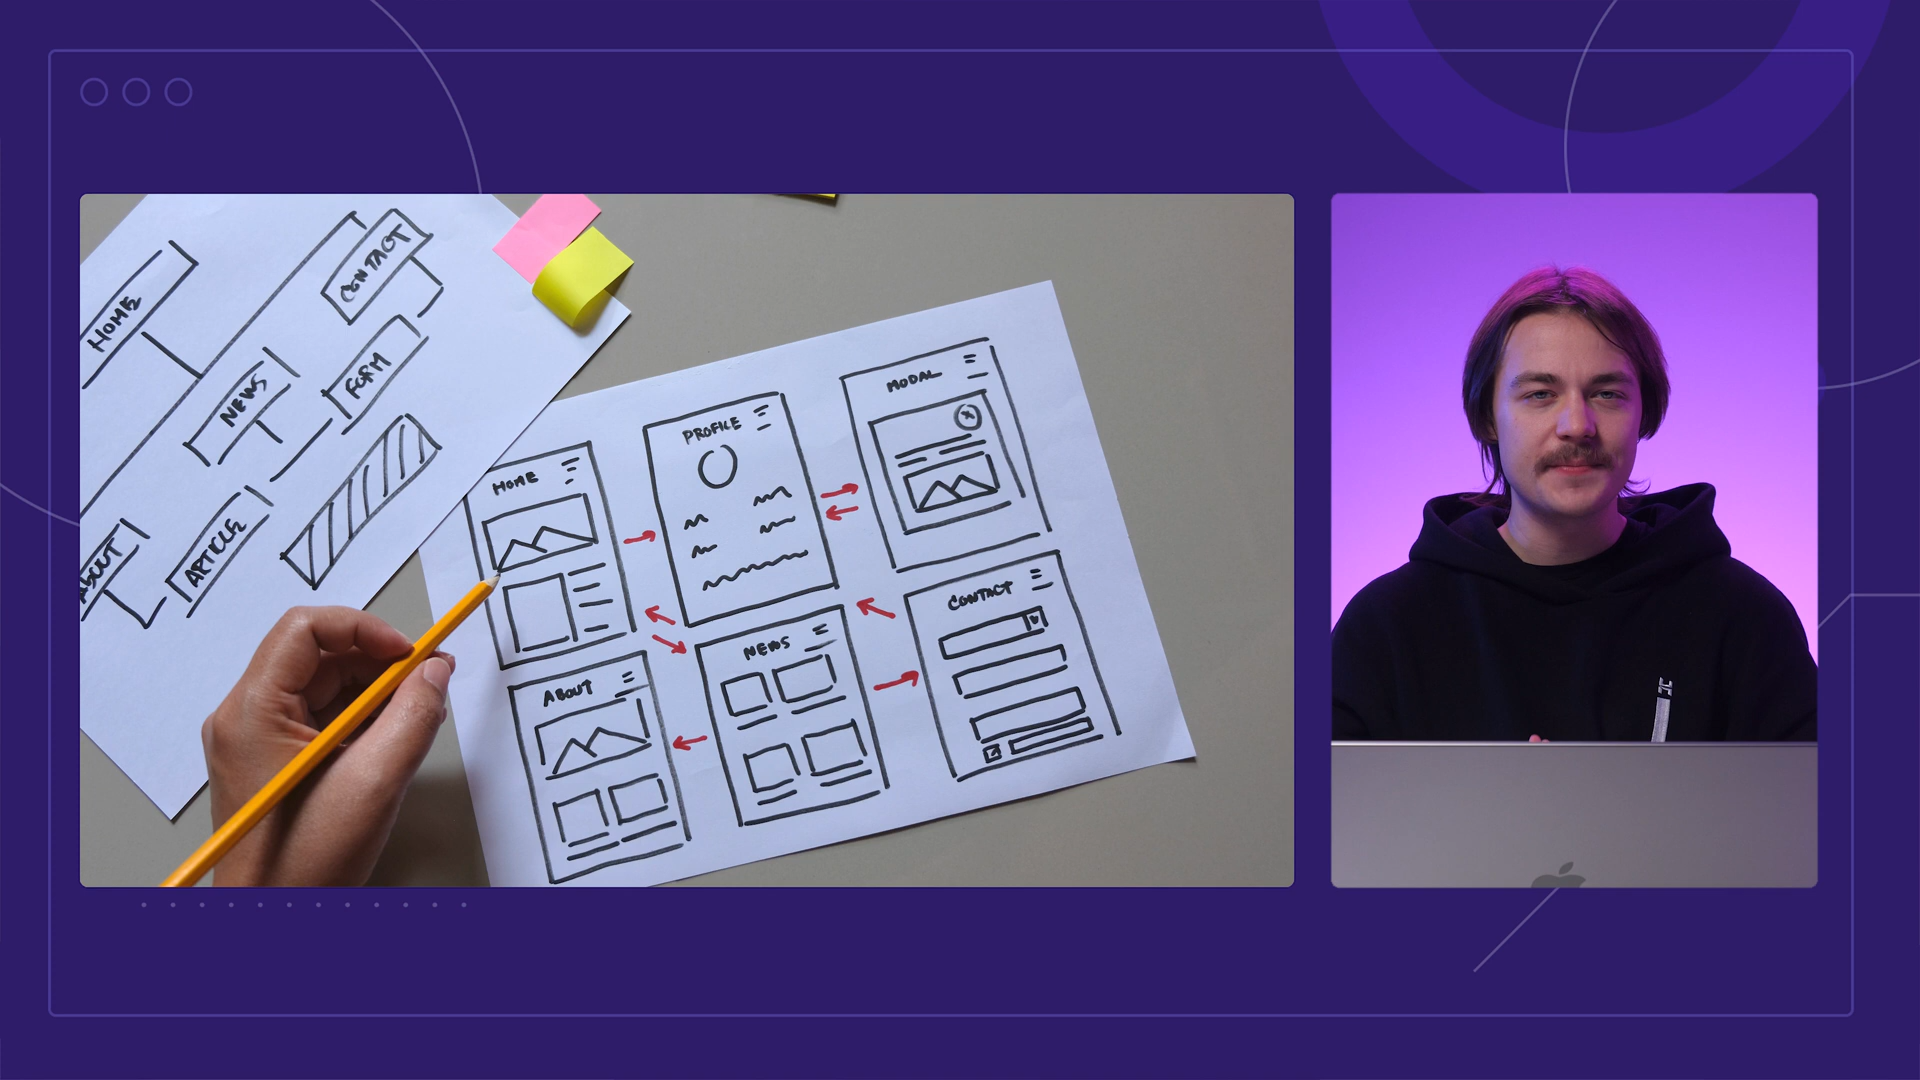 HOME
CONTACT
NEWS
FORM
ABOUT
ARTICLE
HOME
PROFILE
MODAL
ABOUT
NEWS
CONTACT